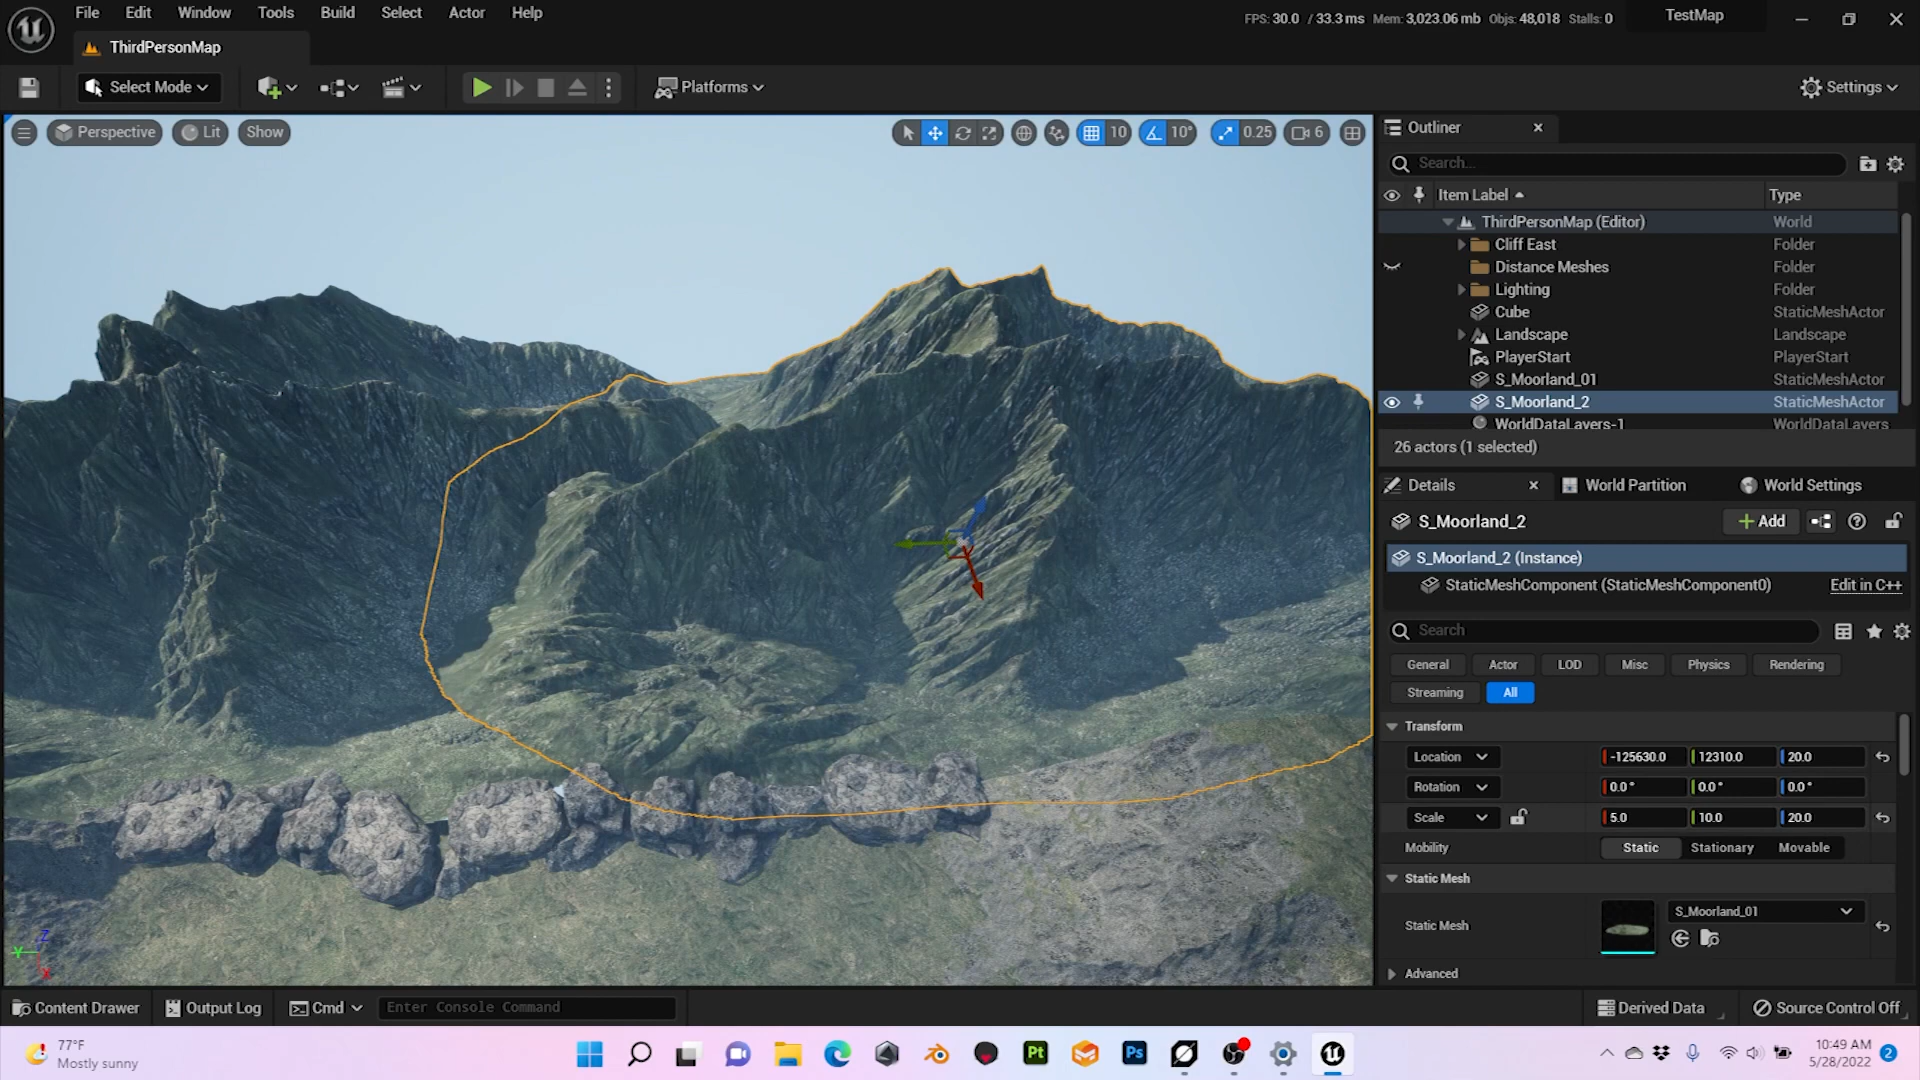 File Edit Window Tools Build Select Actor Help
FPS: 30.0 / 33.3 ms Mem: 3,023.06 mb Objs: 48,018 Stalls: 0
TestMap
ThirdPersonMap
Select Mode
Platforms
Settings
Perspective Lit Show
10 10° 0.25 6
Outliner
Search...
Item Label Type
ThirdPersonMap (Editor) World
Cliff East Folder
Distance Meshes Folder
Lighting Folder
Cube StaticMeshActor
Landscape Landscape
PlayerStart PlayerStart
S_Moorland_01 StaticMeshActor
S_Moorland_2 StaticMeshActor
WorldDataLayers-1 WorldDataLayers
26 actors (1 selected)
Details World Partition World Settings
S_Moorland_2 Add
S_Moorland_2 (Instance)
StaticMeshComponent (StaticMeshComponent0) Edit in C++
Search
General Actor LOD Misc Physics Rendering
Streaming All
Transform
Location -125630.0 12310.0 20.0
Rotation 0.0° 0.0° 0.0°
Scale 5.0 10.0 20.0
Mobility Static Stationary Movable
Static Mesh
S_Moorland_01
Static Mesh
Advanced
Z
Y
X
Content Drawer Output Log Cmd Enter Console Command Derived Data Source Control Off
77°F
Mostly sunny
Pt Ps
10:49 AM
5/28/2022 2